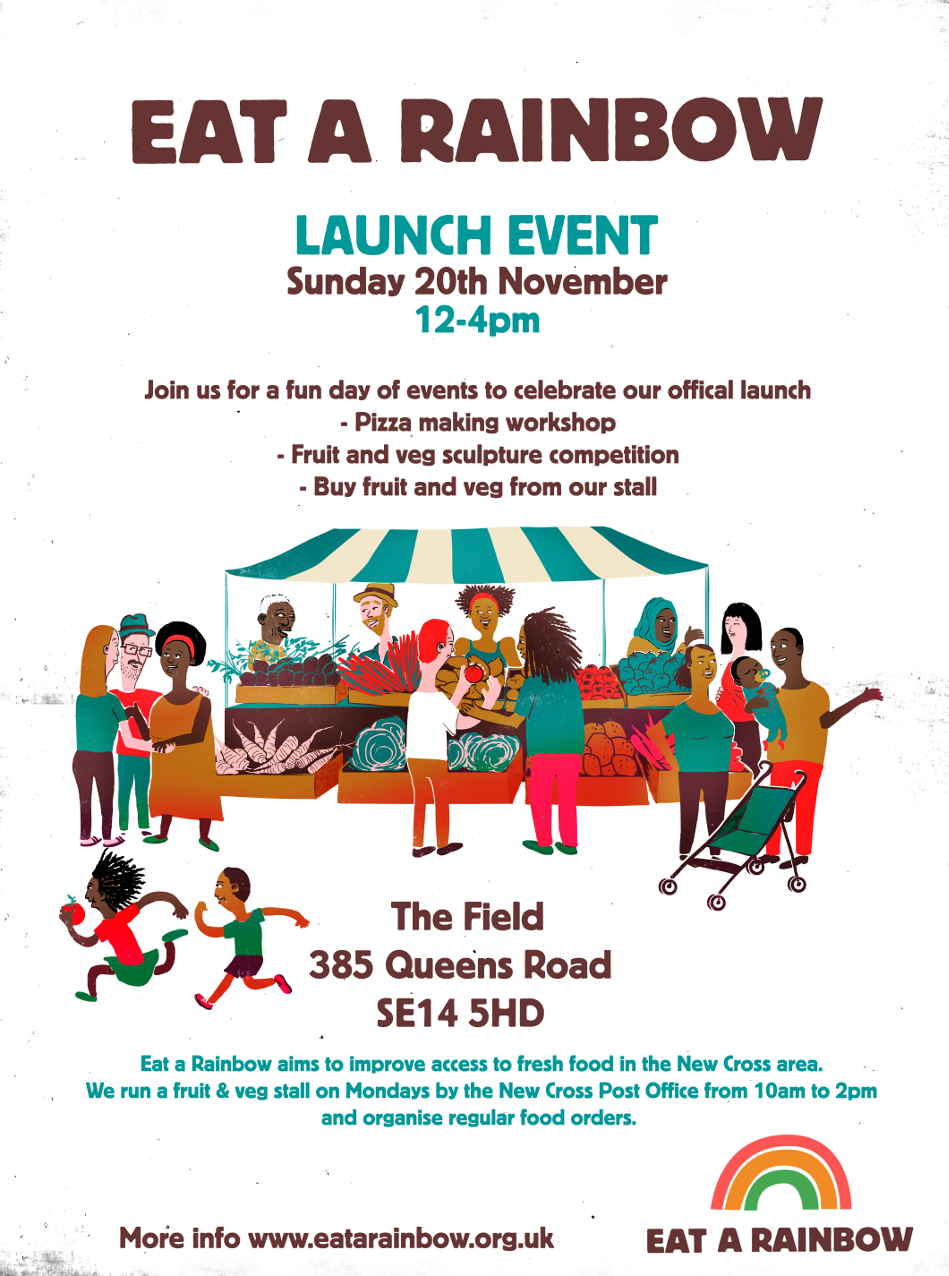 EAT A RAINBOW
LAUNCH EVENT
Sunday 20th November
12-4pm
Join us for a fun day of events to celebrate our offical launch
- Pizza making workshop
- Fruit and veg sculpture competition
- Buy fruit and veg from our stall
The Field
385 Queens Road
SE14 5HD
Eat a Rainbow aims to improve access to fresh food in the New Cross area.
We run a fruit & veg stall on Mondays by the New Cross Post Office from 10am to 2pm
and organise regular food orders.
More info www.eatarainbow.org.uk
EAT A RAINBOW